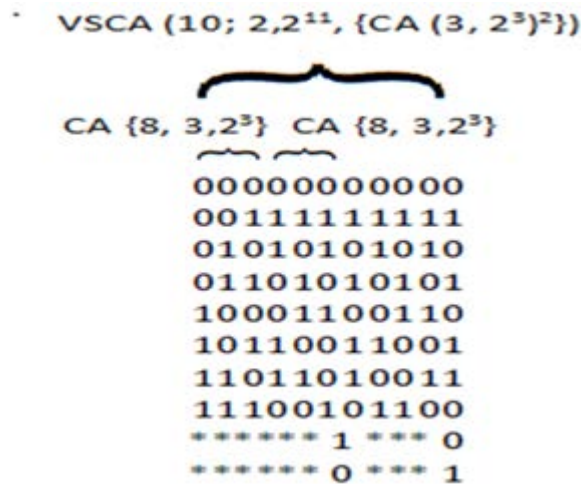 VSCA (10; 2,2¹¹, {CA (3, 2³)²})
CA {8, 3,2³} CA {8, 3,2³}
00000000000
00111111111
01010101010
01101010101
10001100110
10110011001
11011010011
11100101100
* * * * * * 1 * * * 0
* * * * * * 0 * * * 1